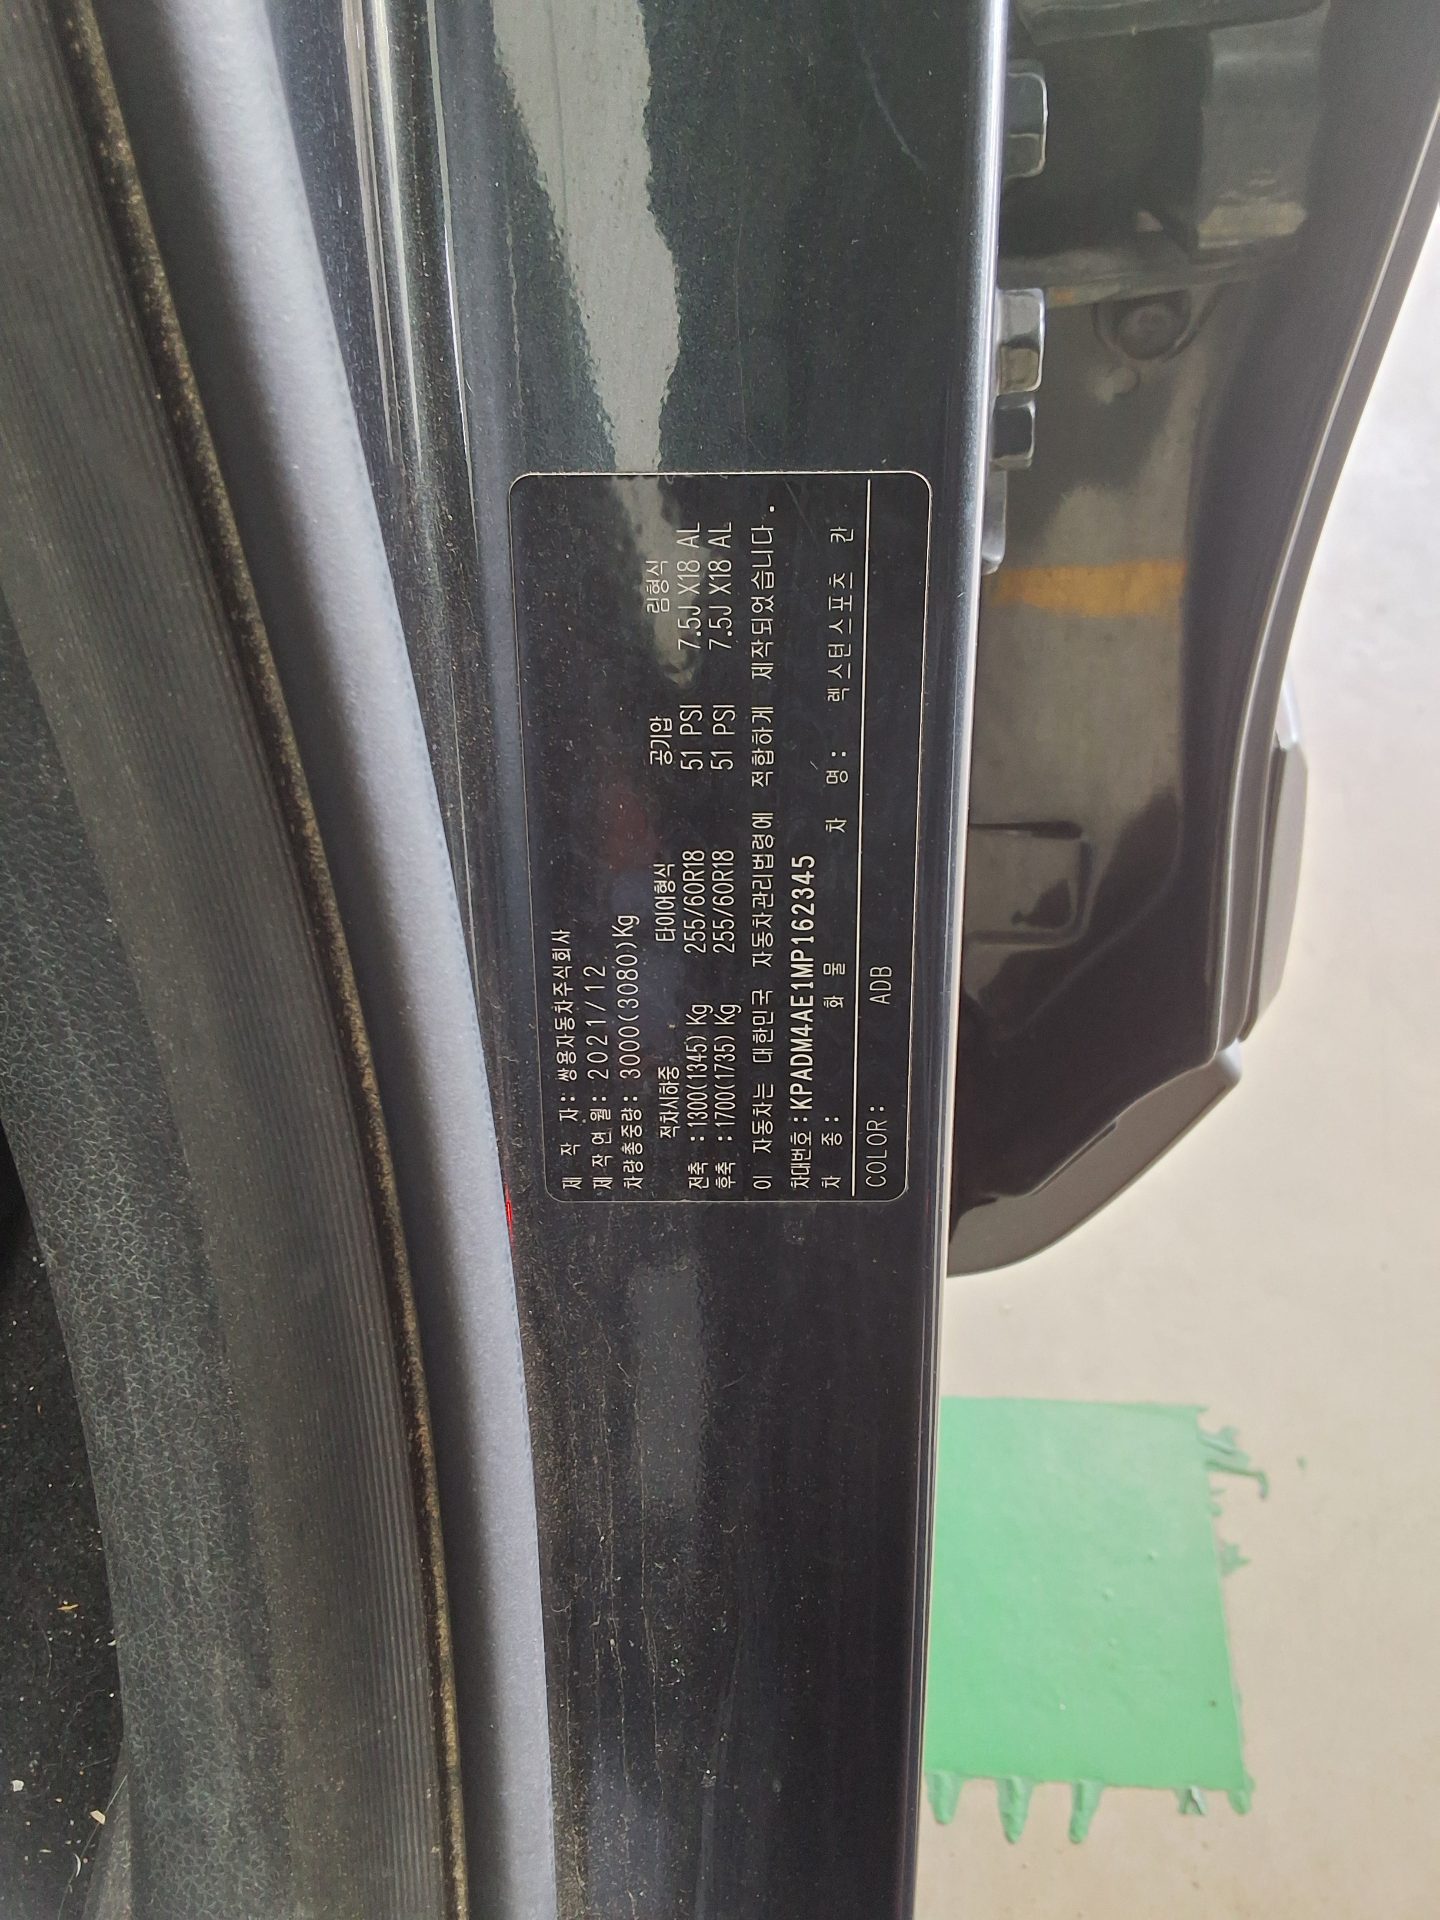 제 작 자: 쌍용자동차주식회사
제작연월: 2021/12
차량총중량: 3000(3080)Kg
적차시하중 타이어형식 공기압 림형식
전축 : 1300(1345) Kg 255/60R18 51 PSI 7.5J X18 AL
후축 : 1700(1735) Kg 255/60R18 51 PSI 7.5J X18 AL
이 자동차는 대한민국 자동차관리법령에 적합하게 제작되었습니다.
차대번호 : KPADM4AE1MP162345
차 종: 화 물 차 명: 렉스턴스포츠 칸
COLOR: ADB